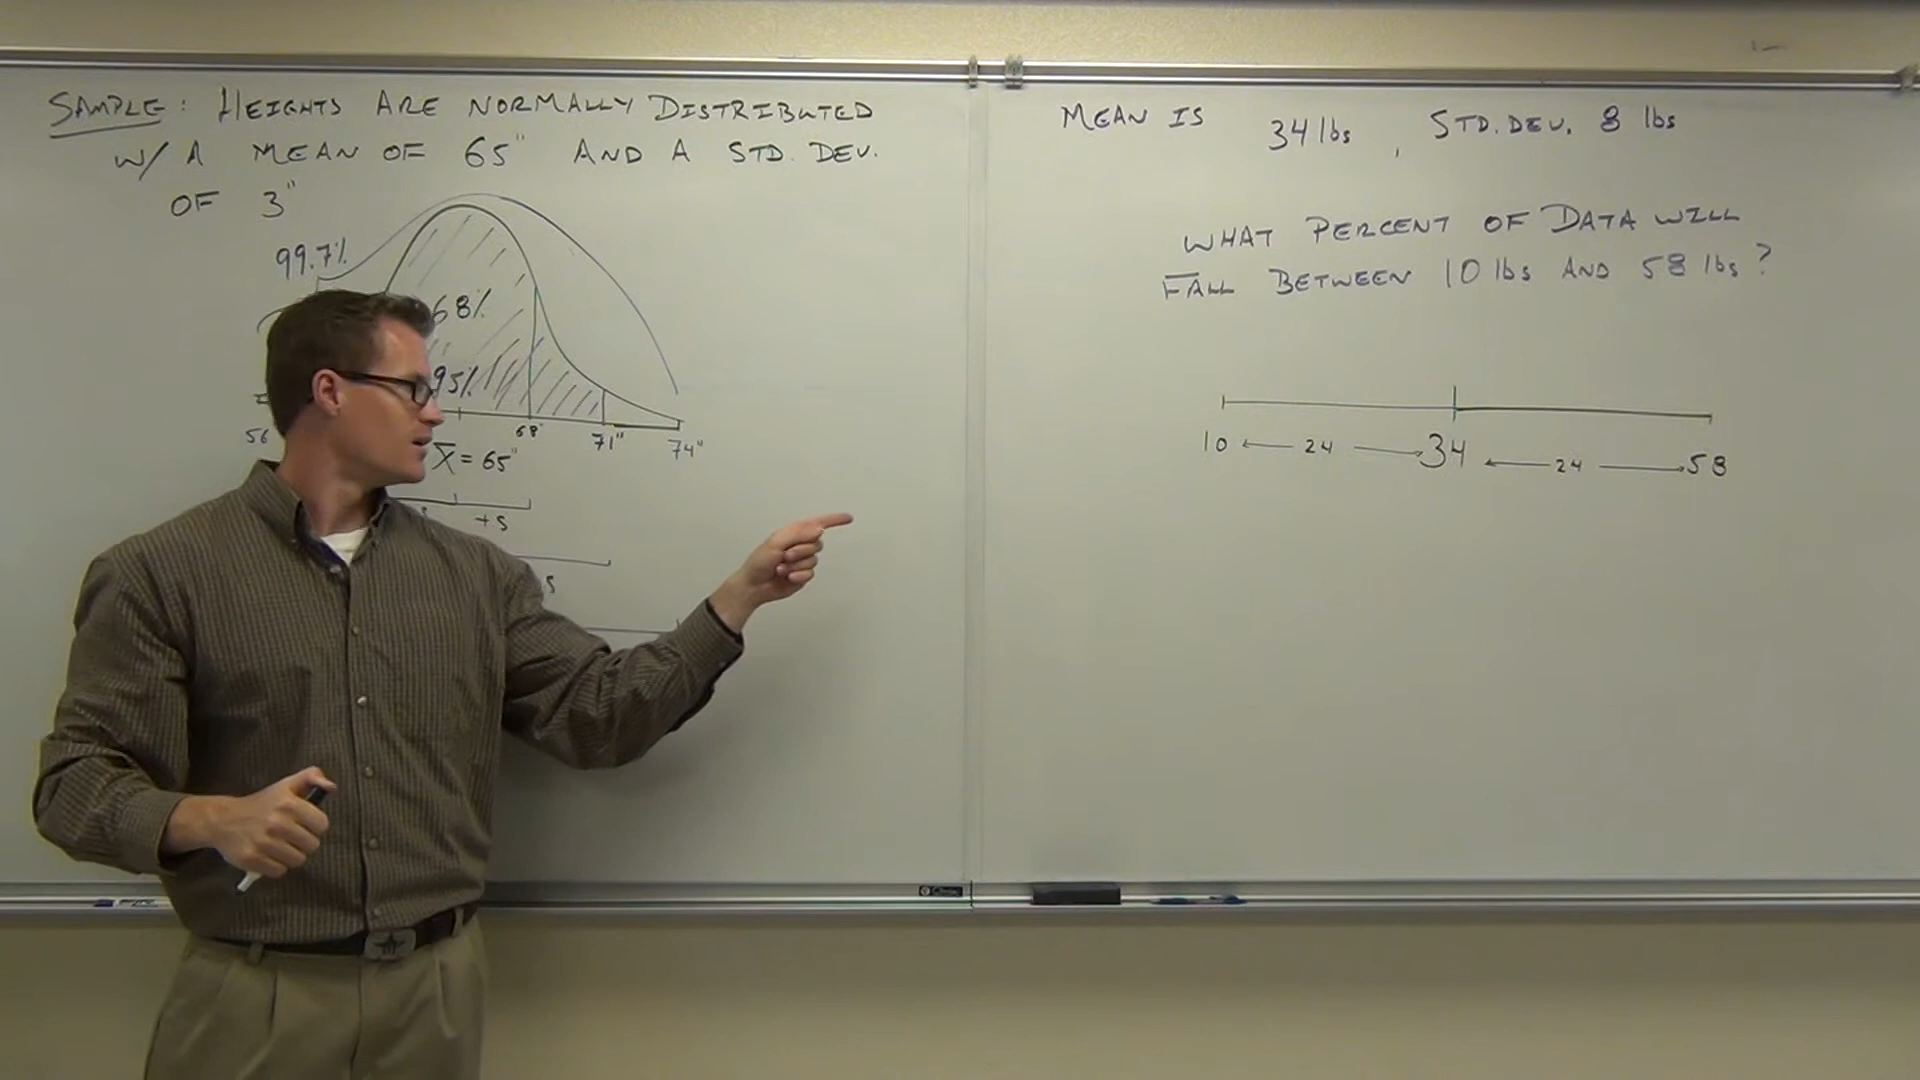 SAMPLE: HEIGHTS ARE NORMALLY DISTRIBUTED
W/ A MEAN OF 65" AND A STD. DEV.
OF 3"
99.7%
68%
95%
56
68"
71"
74"
X̄ = 65"
+S
S
MEAN IS 34 lbs, STD. DEV. 8 lbs
WHAT PERCENT OF DATA WILL
FALL BETWEEN 10 lbs AND 58 lbs?
10 ← 24 → 34 ← 24 → 58